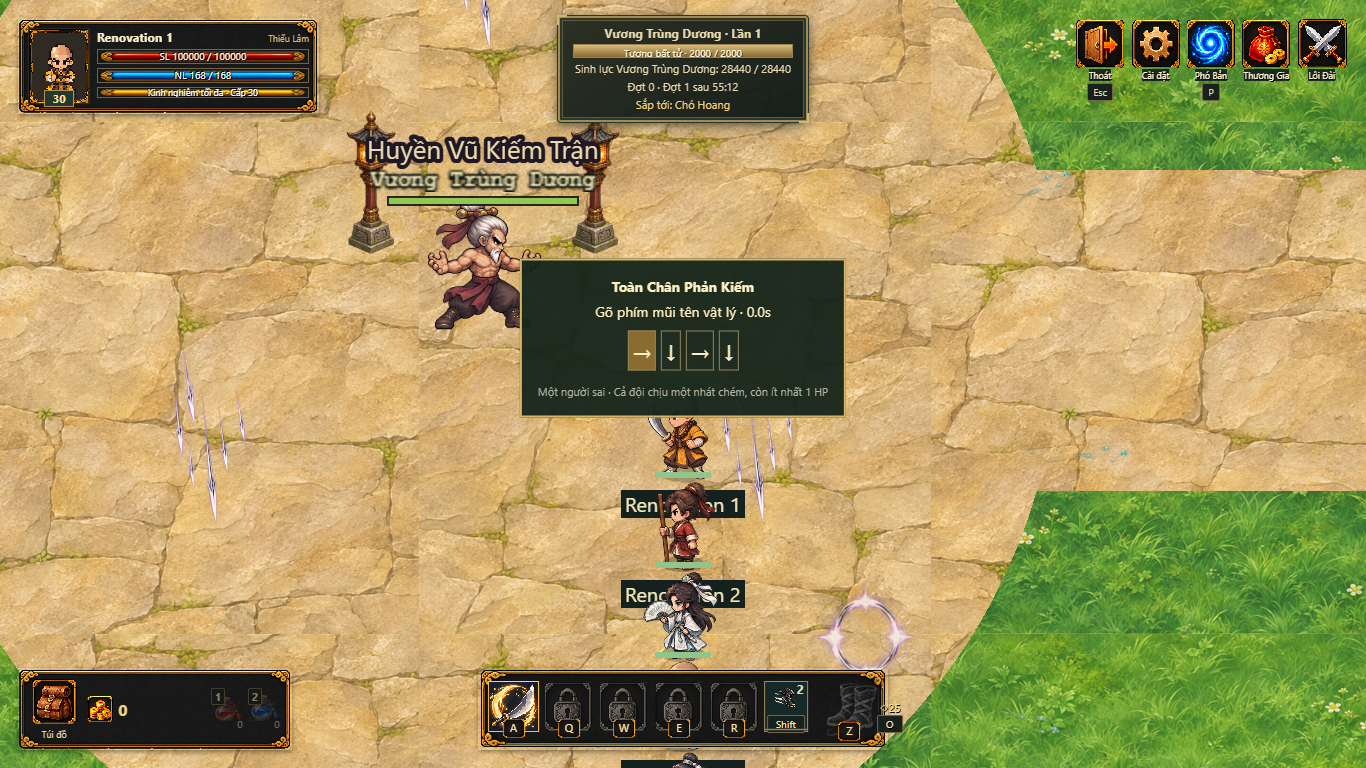 Renovation 1
Thiếu Lâm
SL 100000 / 100000
NL 168 / 168
Kinh nghiệm tối đa · Cấp 30
30
Vương Trùng Dương · Lần 1
Tượng bất tử · 2000 / 2000
Sinh lực Vương Trùng Dương: 28440 / 28440
Đợt 0 · Đợt 1 sau 55:12
Sắp tới: Chó Hoang
Thoát
Cài đặt
Phó Bản
Thương Gia
Lôi Đài
Esc
P
Huyền Vũ Kiếm Trận
Vương Trùng Dương
Toàn Chân Phản Kiếm
Gõ phím mũi tên vật lý · 0.0s
→ ↓ → ↓
Một người sai · Cả đội chịu một nhát chém, còn ít nhất 1 HP
1
2
Túi đồ
0
1
0
2
0
A
Q
W
E
R
2
Shift
Z
25
O